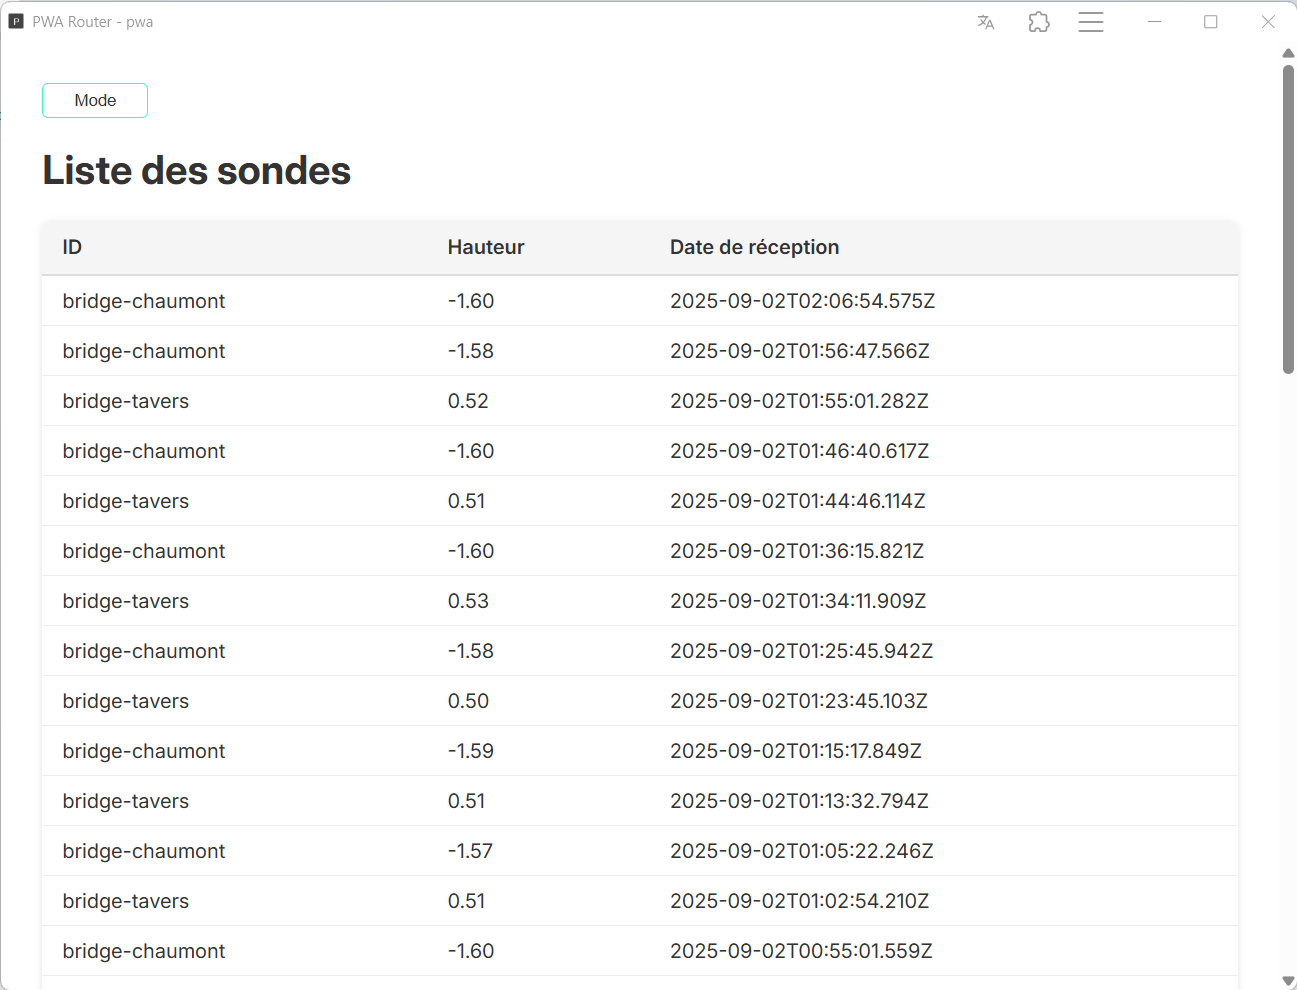 P PWA Router - pwa
Mode
Liste des sondes
ID Hauteur Date de réception
bridge-chaumont -1.60 2025-09-02T02:06:54.575Z
bridge-chaumont -1.58 2025-09-02T01:56:47.566Z
bridge-tavers 0.52 2025-09-02T01:55:01.282Z
bridge-chaumont -1.60 2025-09-02T01:46:40.617Z
bridge-tavers 0.51 2025-09-02T01:44:46.114Z
bridge-chaumont -1.60 2025-09-02T01:36:15.821Z
bridge-tavers 0.53 2025-09-02T01:34:11.909Z
bridge-chaumont -1.58 2025-09-02T01:25:45.942Z
bridge-tavers 0.50 2025-09-02T01:23:45.103Z
bridge-chaumont -1.59 2025-09-02T01:15:17.849Z
bridge-tavers 0.51 2025-09-02T01:13:32.794Z
bridge-chaumont -1.57 2025-09-02T01:05:22.246Z
bridge-tavers 0.51 2025-09-02T01:02:54.210Z
bridge-chaumont -1.60 2025-09-02T00:55:01.559Z